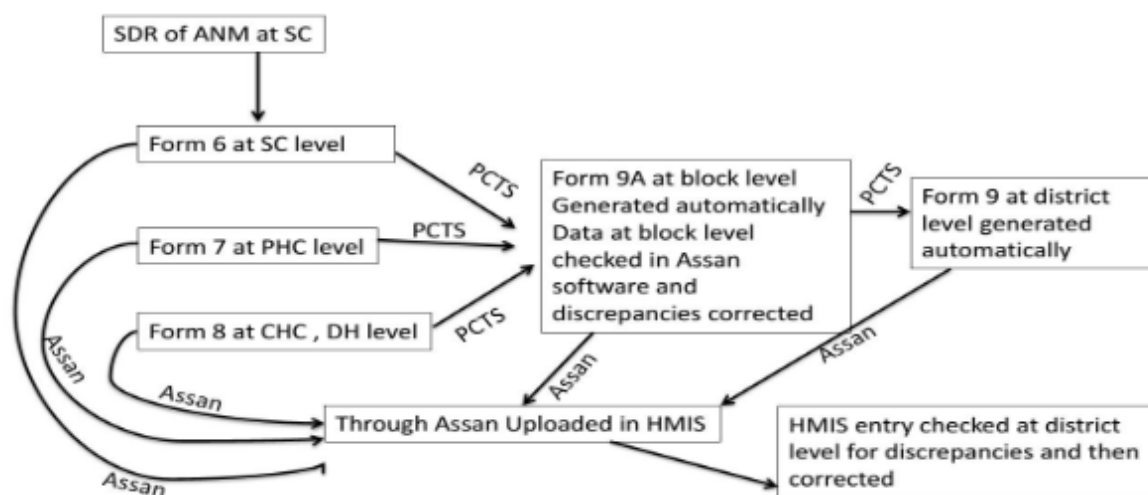 SDR of ANM at SC
Form 6 at SC level
PCTS
Form 9A at block level
Generated automatically
Data at block level
checked in Assan
software and
discrepancies corrected
PCTS
Form 9 at district
level generated
automatically
Form 7 at PHC level
PCTS
Form 8 at CHC , DH level
PCTS
Assan
Assan
Assan
Assan
Through Assan Uploaded in HMIS
HMIS entry checked at district
level for discrepancies and then
corrected
Assan